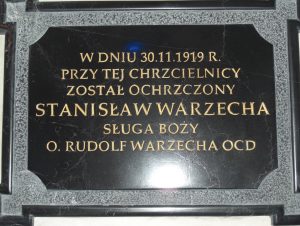 W DNIU 30.11.1919 R.
PRZY TEJ CHRZCIELNICY
ZOSTAŁ OCHRZCZONY
STANISŁAW WARZECHA
SŁUGA BOŻY
O. RUDOLF WARZECHA OCD